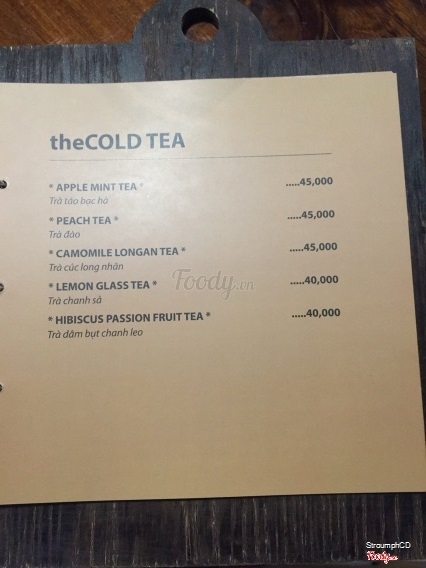 theCOLD TEA
* APPLE MINT TEA * .....45,000
Trà táo bạc hà
* PEACH TEA * .....45,000
Trà đào
* CAMOMILE LONGAN TEA * .....45,000
Trà cúc long nhãn
Foody.vn
* LEMON GLASS TEA * .....40,000
Trà chanh sả
* HIBISCUS PASSION FRUIT TEA * .....40,000
Trà dâm bụt chanh leo
StroumphCD
Foody.vn